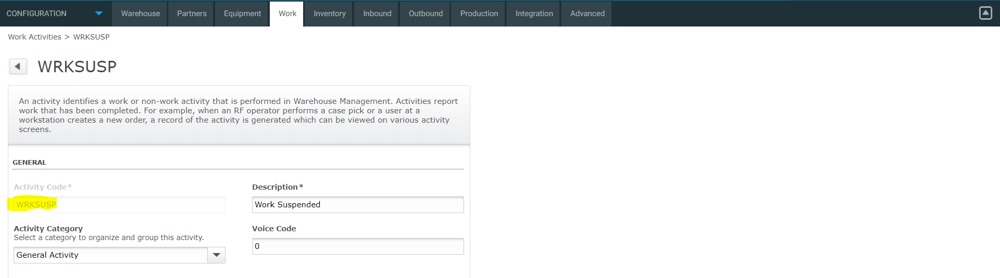 CONFIGURATION Warehouse Partners Equipment Work Inventory Inbound Outbound Production Integration Advanced
Work Activities > WRKSUSP
WRKSUSP
An activity identifies a work or non-work activity that is performed in Warehouse Management. Activities report
work that has been completed. For example, when an RF operator performs a case pick or a user at a
workstation creates a new order, a record of the activity is generated which can be viewed on various activity
screens.
GENERAL
Activity Code*
WRKSUSP
Description*
Work Suspended
Activity Category
Select a category to organize and group this activity.
General Activity
Voice Code
0